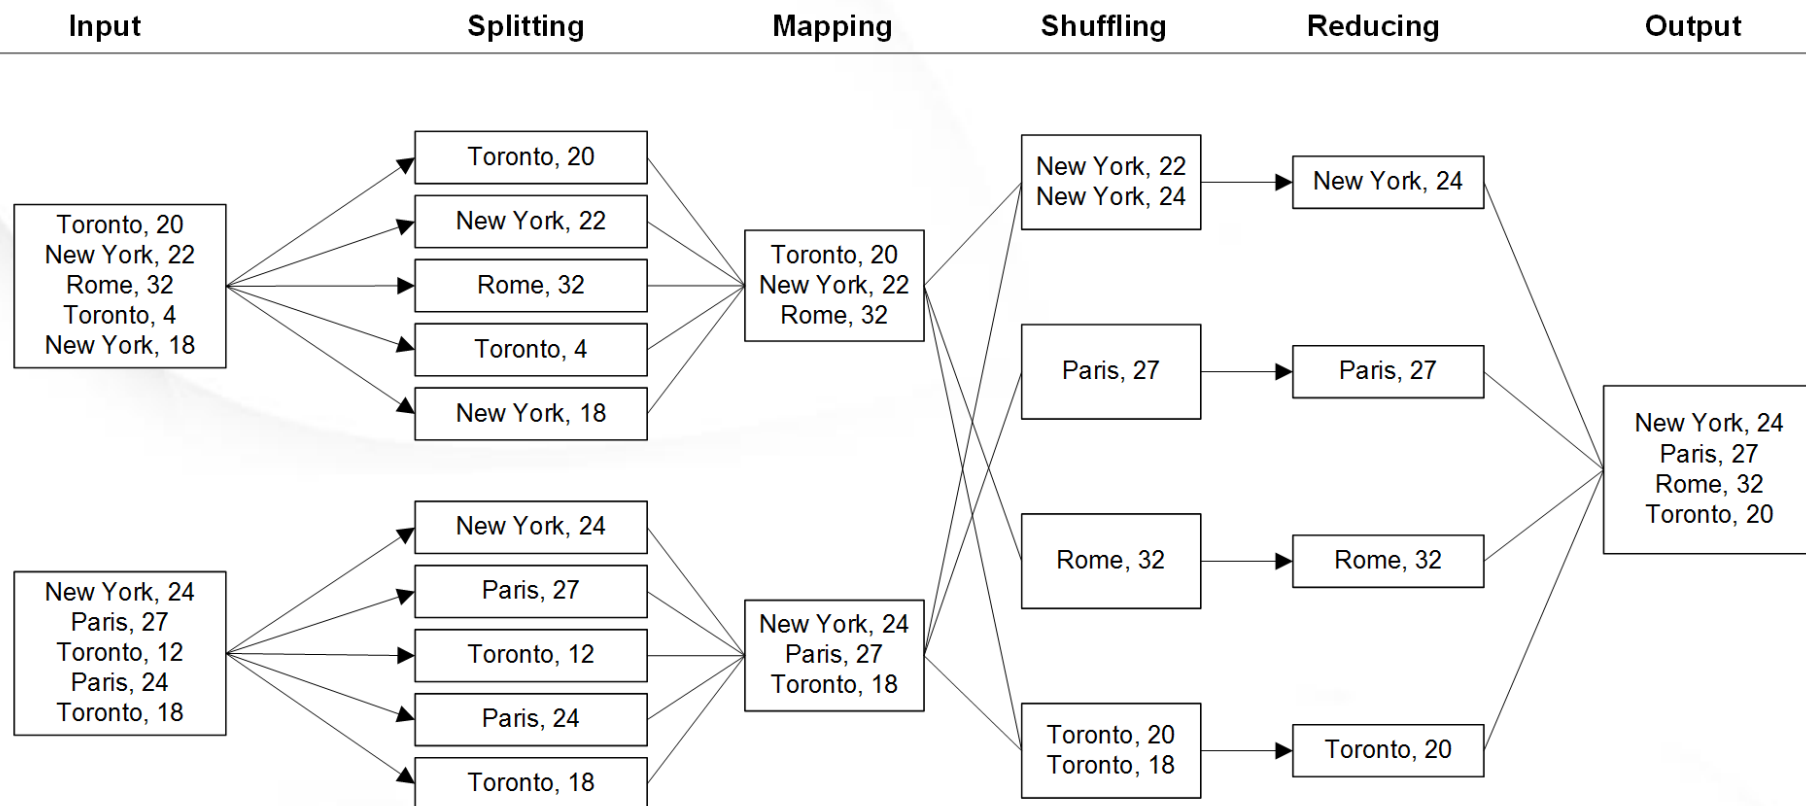 Input
Splitting
Mapping
Shuffling
Reducing
Output
Toronto, 20
New York, 22
Rome, 32
Toronto, 4
New York, 18
New York, 24
Paris, 27
Toronto, 12
Paris, 24
Toronto, 18
Toronto, 20
New York, 22
Rome, 32
Toronto, 4
New York, 18
New York, 24
Paris, 27
Toronto, 12
Paris, 24
Toronto, 18
Toronto, 20
New York, 22
Rome, 32
New York, 24
Paris, 27
Toronto, 18
New York, 22
New York, 24
Paris, 27
Rome, 32
Toronto, 20
Toronto, 18
New York, 24
Paris, 27
Rome, 32
Toronto, 20
New York, 24
Paris, 27
Rome, 32
Toronto, 20